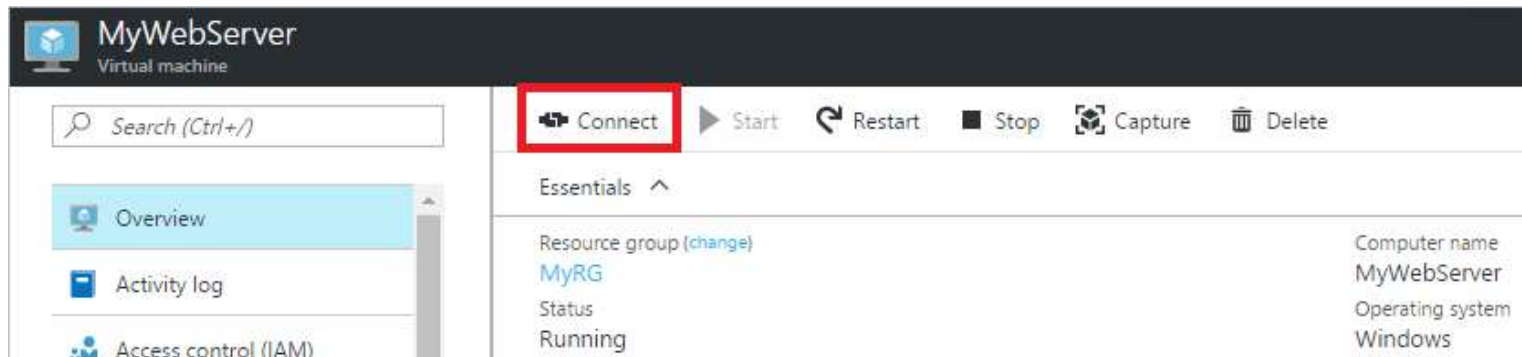 MyWebServer
Virtual machine
Search (Ctrl+/)
Connect Start Restart Stop Capture Delete
Essentials
Overview
Activity log
Access control (IAM)
Resource group (change)
MyRG
Status
Running
Computer name
MyWebServer
Operating system
Windows